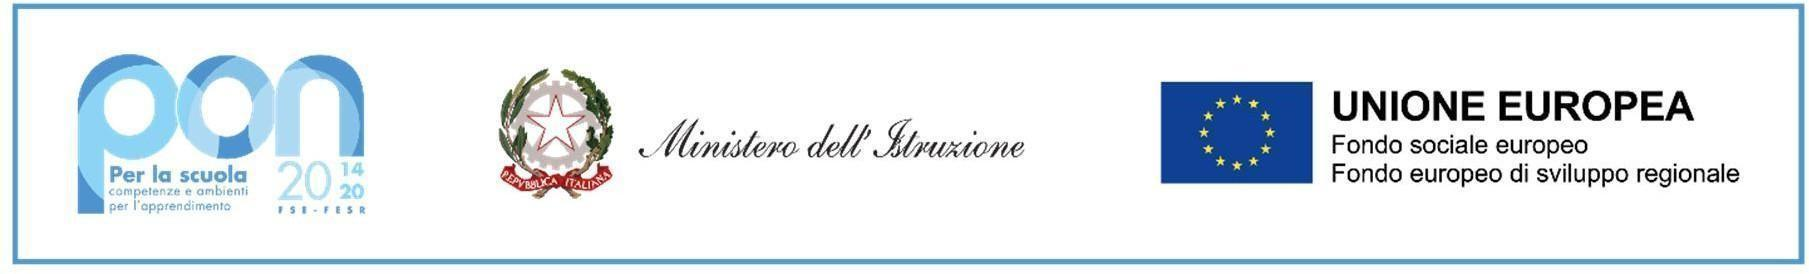 pon
Per la scuola
competenze e ambienti
per l'apprendimento
20 14
20
FSE-FESR
REPVBBLICA ITALIANA
Ministero dell'Istruzione
UNIONE EUROPEA
Fondo sociale europeo
Fondo europeo di sviluppo regionale